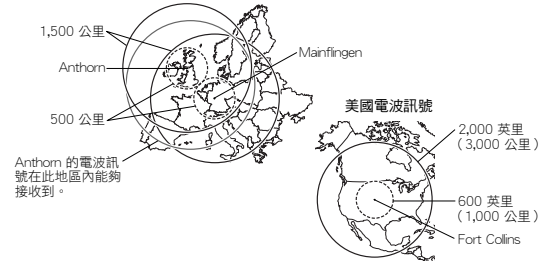 1,500 公里
Anthorn
Mainflingen
500 公里
Anthorn 的電波訊
號在此地區內能夠
接收到。
美國電波訊號
2,000 英里
（3,000 公里）
600 英里
（1,000 公里）
Fort Collins